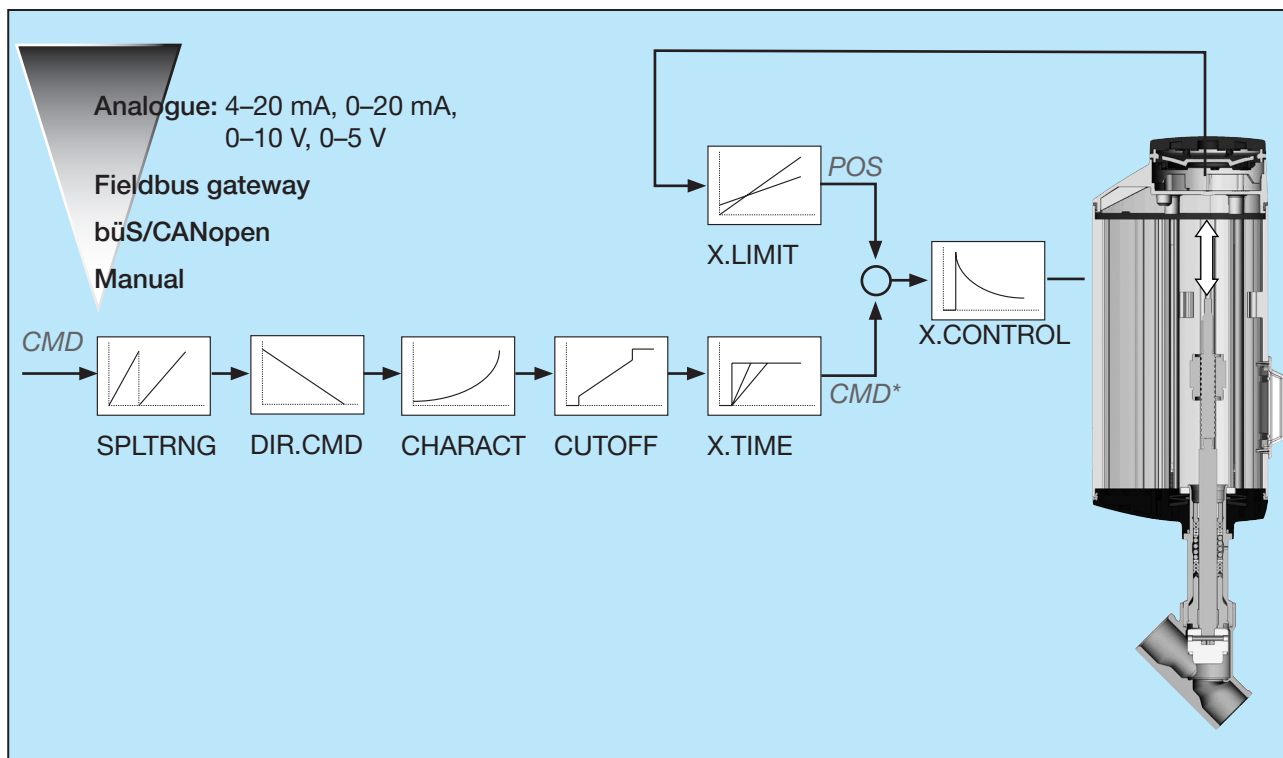 Analogue: 4–20 mA, 0–20 mA,
0–10 V, 0–5 V
Fieldbus gateway
büS/CANopen
Manual
POS
X.LIMIT
X.CONTROL
CMD
CMD*
SPLTRNG
DIR.CMD
CHARACT
CUTOFF
X.TIME